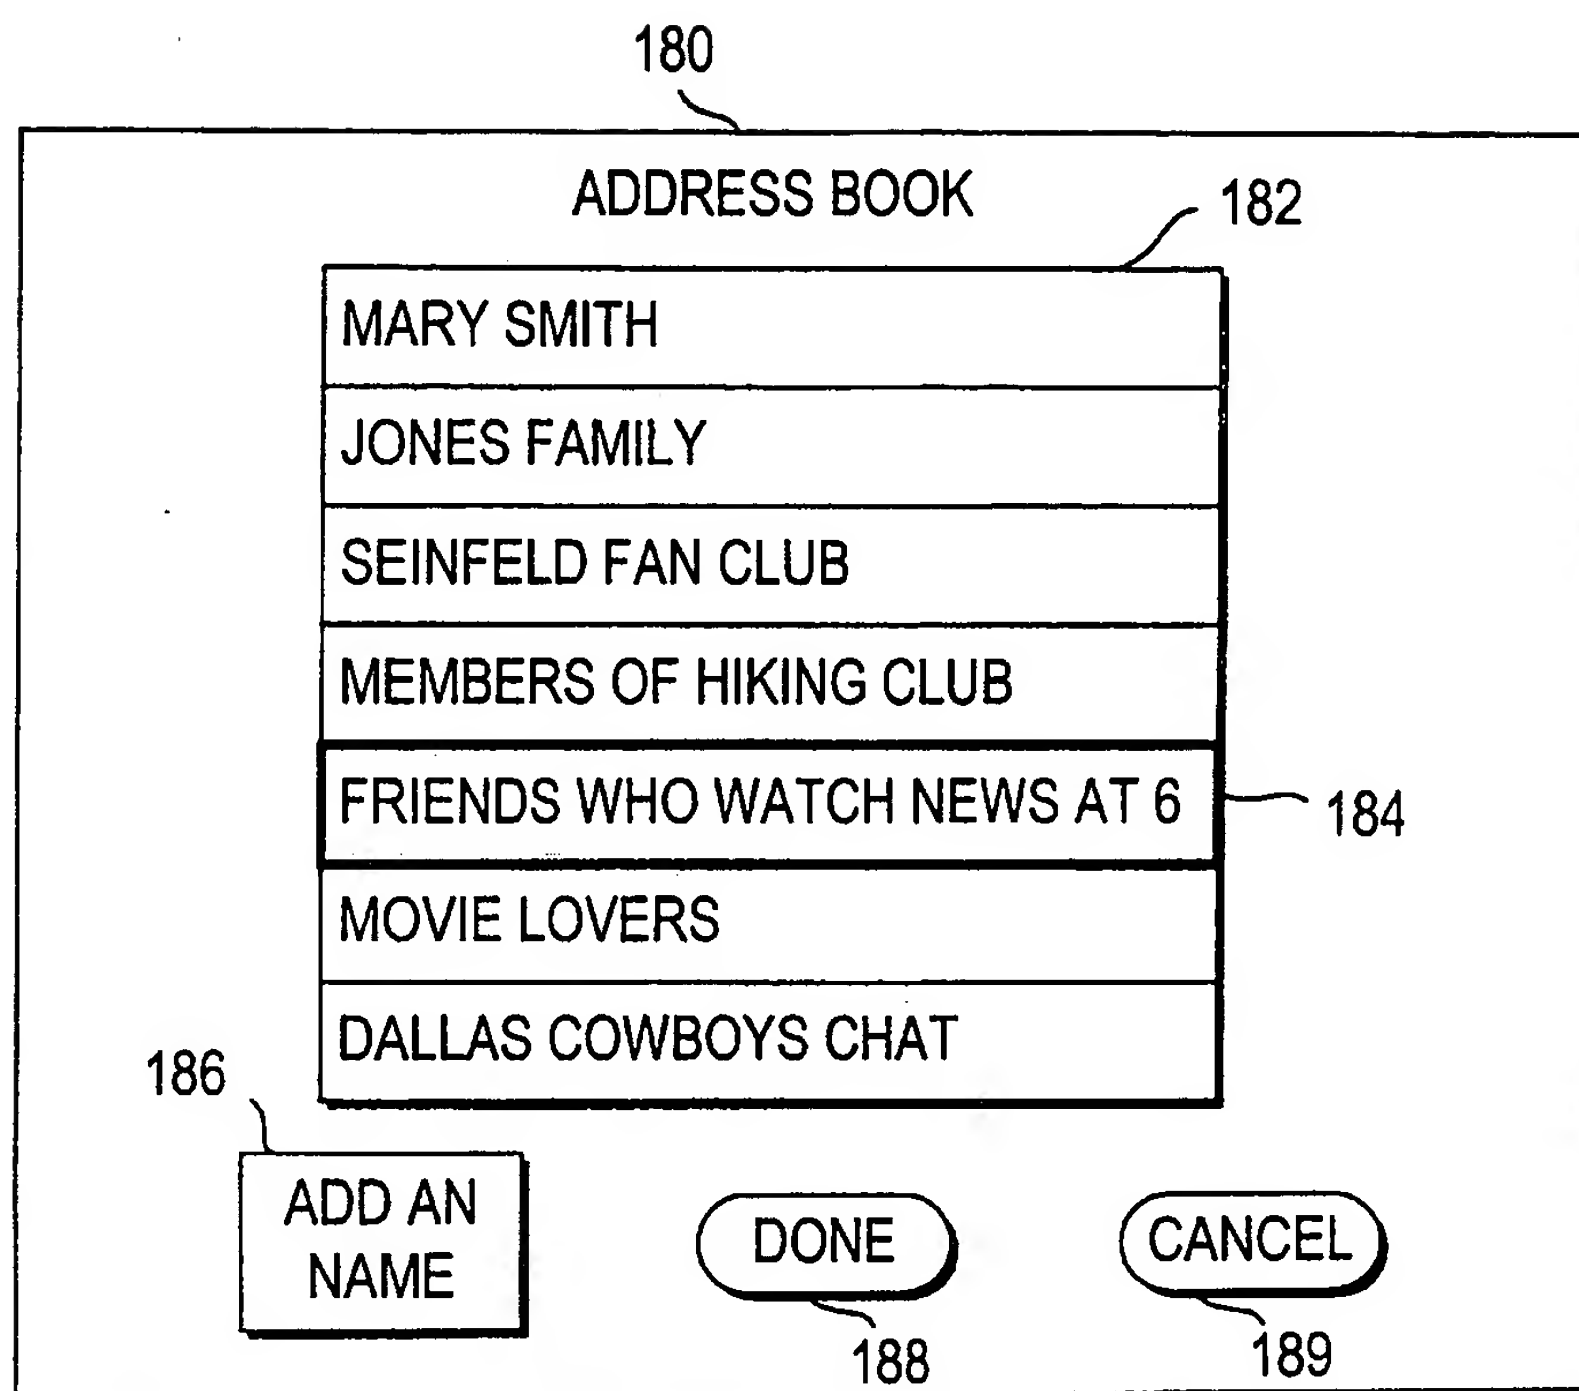 180
ADDRESS BOOK
182
MARY SMITH
JONES FAMILY
SEINFELD FAN CLUB
MEMBERS OF HIKING CLUB
FRIENDS WHO WATCH NEWS AT 6
184
MOVIE LOVERS
DALLAS COWBOYS CHAT
186
ADD AN
NAME
DONE
CANCEL
188
189